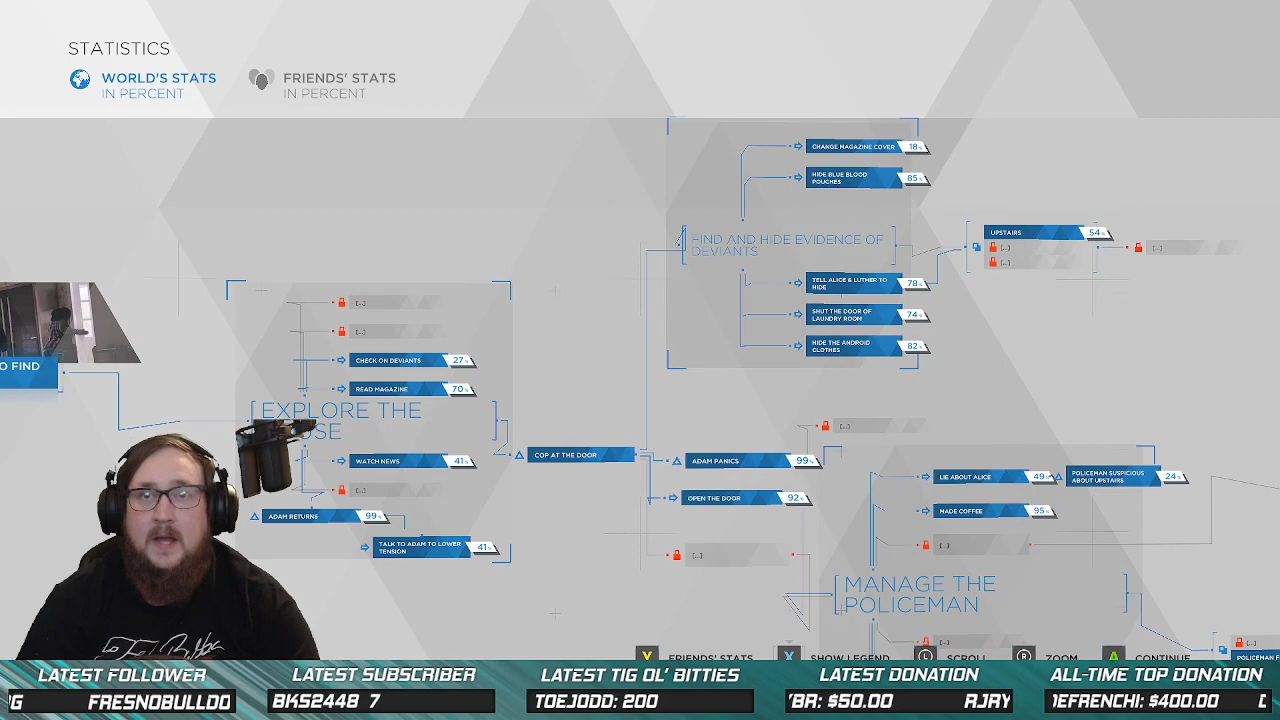 STATISTICS
WORLD'S STATS
IN PERCENT
FRIENDS' STATS
IN PERCENT
CHANGE MAGAZINE COVER 18%
HIDE BLUE BLOOD
POUCHES 85%
FIND AND HIDE EVIDENCE OF
DEVIANTS
UPSTAIRS 54%
[...]
[...]
[...]
TELL ALICE & LUTHER TO
HIDE 78%
SHUT THE DOOR OF
LAUNDRY ROOM 74%
HIDE THE ANDROID
CLOTHES 82%
O FIND
[...]
[...]
CHECK ON DEVIANTS 27%
READ MAGAZINE 70%
EXPLORE THE
USE
WATCH NEWS 41%
[...]
ADAM RETURNS 99%
TALK TO ADAM TO LOWER
TENSION 41%
COP AT THE DOOR
[...]
ADAM PANICS 99%
OPEN THE DOOR 92%
[...]
LIE ABOUT ALICE 49%
POLICEMAN SUSPICIOUS
ABOUT UPSTAIRS 24%
MADE COFFEE 95%
[...]
MANAGE THE
POLICEMAN
[...]
[...]
POLICEMAN F
Y FRIENDS' STATS X SHOW LEGEND L SCROLL R ZOOM A CONTINUE
LATEST FOLLOWER
FRESNOBULLDO
LATEST SUBSCRIBER
BKS2448 7
LATEST TIG OL' BITTIES
TOEJODD: 200
LATEST DONATION
BR: $50.00 RJRY
ALL-TIME TOP DONATION
EFRENCHI: $400.00